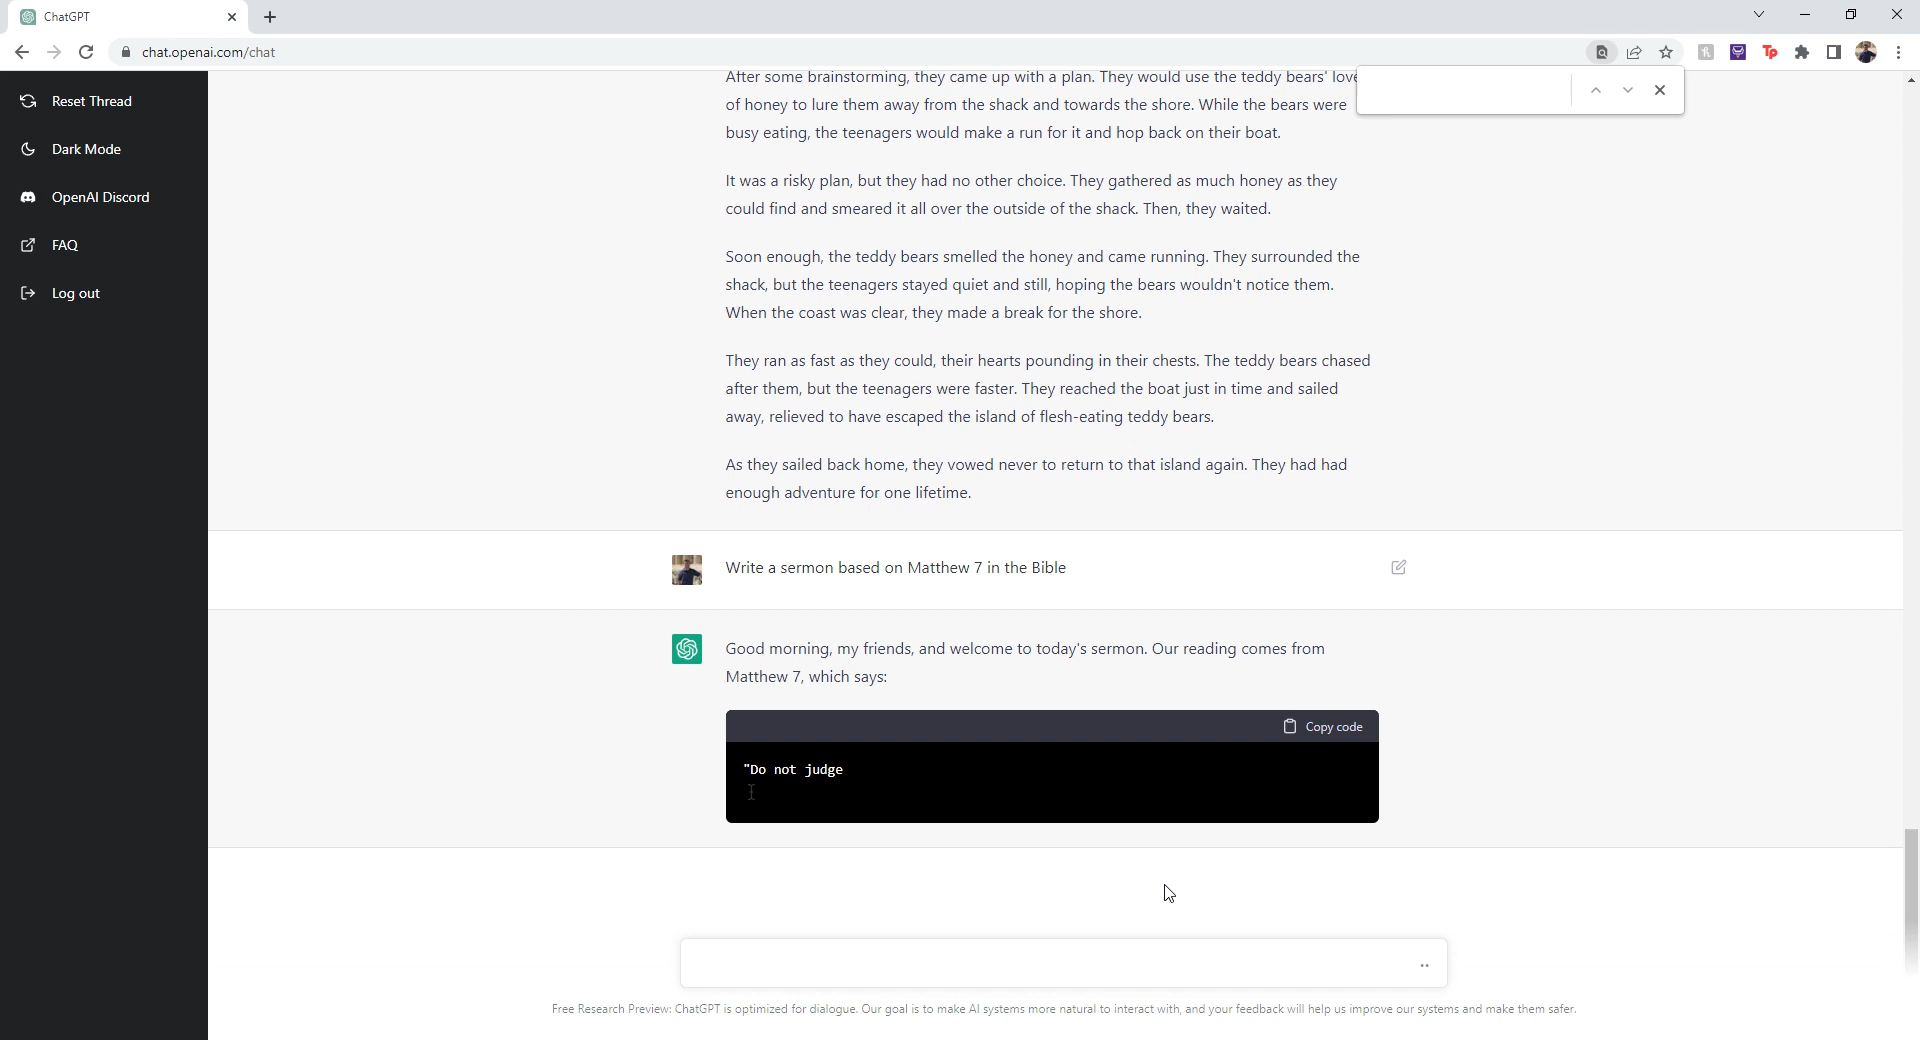 ChatGPT
chat.openai.com/chat
Reset Thread
Dark Mode
OpenAI Discord
FAQ
Log out
After some brainstorming, they came up with a plan. They would use the teddy bears' love
of honey to lure them away from the shack and towards the shore. While the bears were
busy eating, the teenagers would make a run for it and hop back on their boat.
It was a risky plan, but they had no other choice. They gathered as much honey as they
could find and smeared it all over the outside of the shack. Then, they waited.
Soon enough, the teddy bears smelled the honey and came running. They surrounded the
shack, but the teenagers stayed quiet and still, hoping the bears wouldn't notice them.
When the coast was clear, they made a break for the shore.
They ran as fast as they could, their hearts pounding in their chests. The teddy bears chased
after them, but the teenagers were faster. They reached the boat just in time and sailed
away, relieved to have escaped the island of flesh-eating teddy bears.
As they sailed back home, they vowed never to return to that island again. They had had
enough adventure for one lifetime.
Write a sermon based on Matthew 7 in the Bible
Good morning, my friends, and welcome to today's sermon. Our reading comes from
Matthew 7, which says:
Copy code
"Do not judge
Free Research Preview: ChatGPT is optimized for dialogue. Our goal is to make AI systems more natural to interact with, and your feedback will help us improve our systems and make them safer.